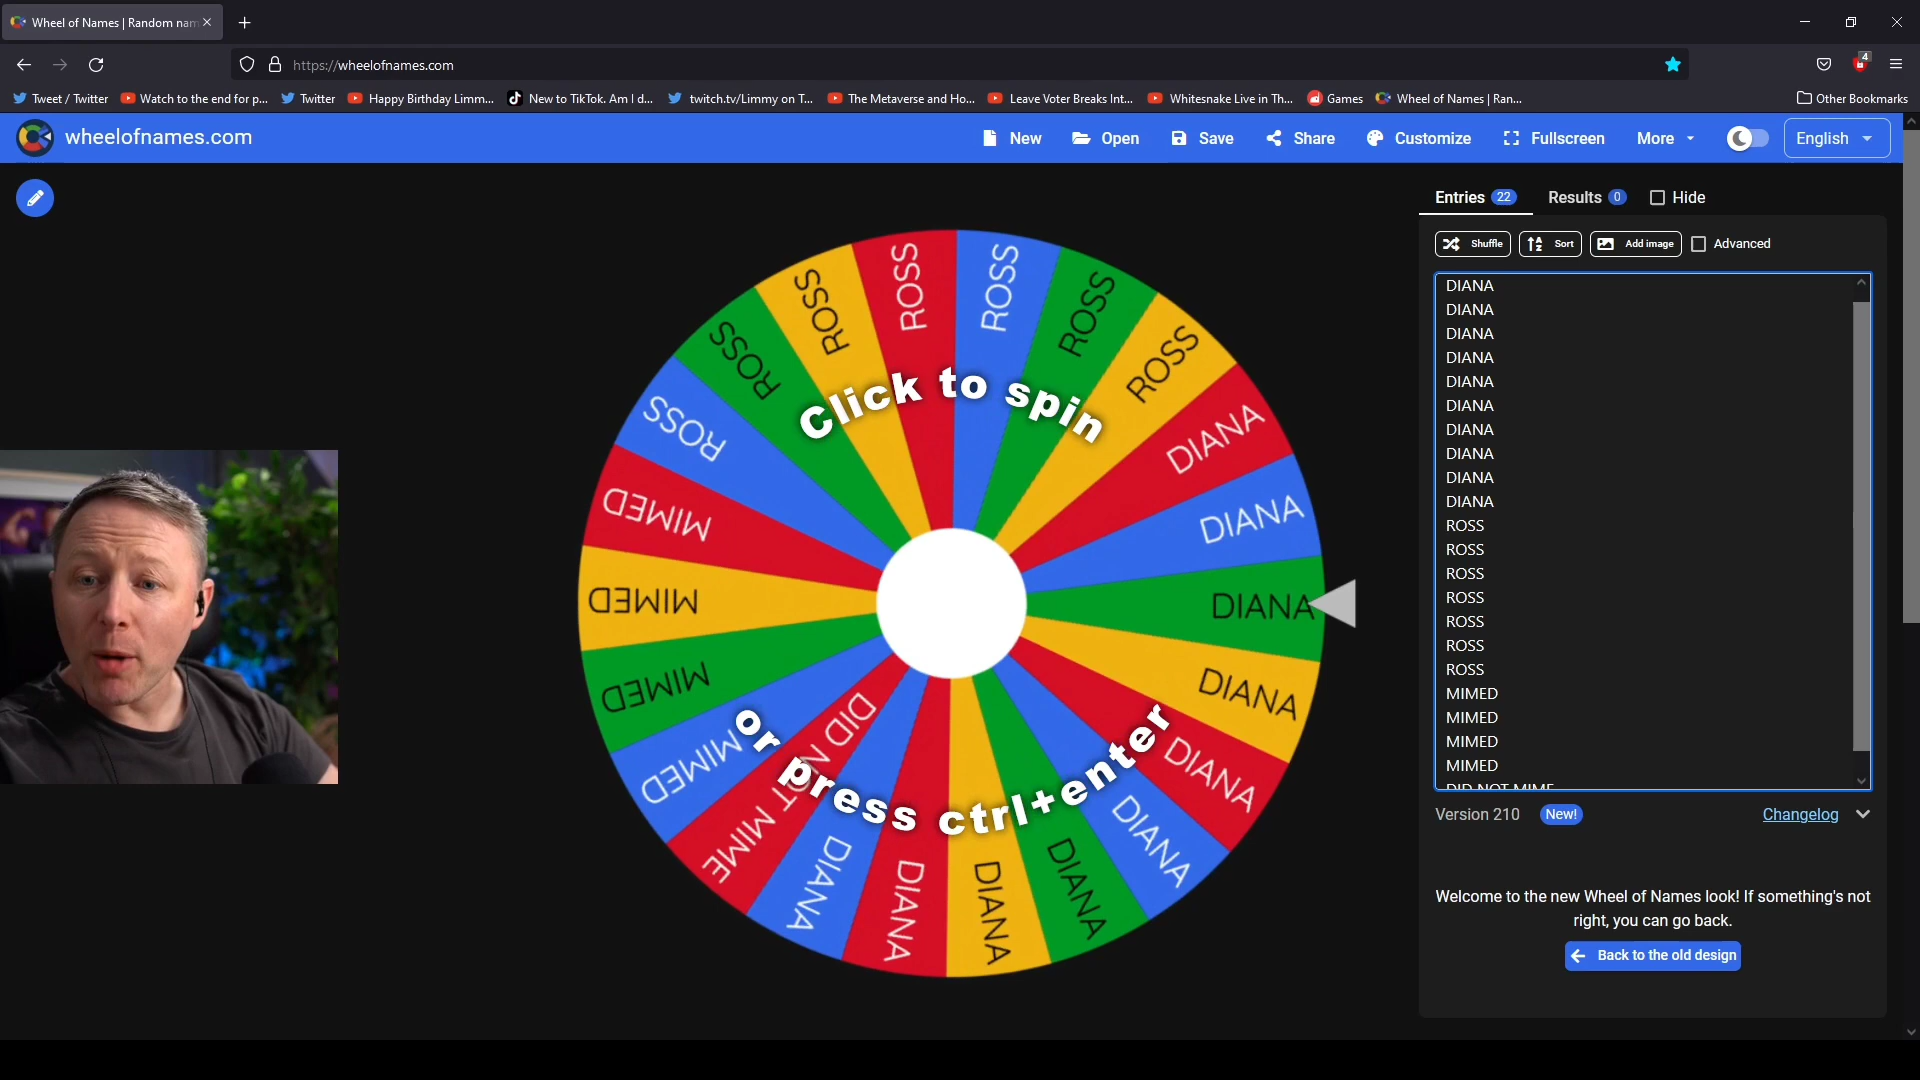 Wheel of Names | Random nam
https://wheelofnames.com
4
Tweet / Twitter
Watch to the end for p...
Twitter
Happy Birthday Limm...
New to TikTok. Am I d...
twitch.tv/Limmy on T...
The Metaverse and Ho...
Leave Voter Breaks Int...
Whitesnake Live in Th...
Games
Wheel of Names | Ran...
Other Bookmarks
wheelofnames.com
New
Open
Save
Share
Customize
Fullscreen
More
English
Entries 22
Results 0
Hide
Shuffle
Sort
Add image
Advanced
ROSS
ROSS
ROSS
ROSS
ROSS
ROSS
ROSS
DIANA
DIANA
DIANA
DIANA
DIANA
DIANA
DIANA
DIANA
DIANA
DIANA
DID NOT MIME
MIMED
MIMED
MIMED
MIMED
Click to spin
or press ctrl+enter
DIANA
DIANA
DIANA
DIANA
DIANA
DIANA
DIANA
DIANA
DIANA
DIANA
ROSS
ROSS
ROSS
ROSS
ROSS
ROSS
ROSS
MIMED
MIMED
MIMED
MIMED
DID NOT MIME
Version 210
New!
Changelog
Welcome to the new Wheel of Names look! If something's not
right, you can go back.
Back to the old design